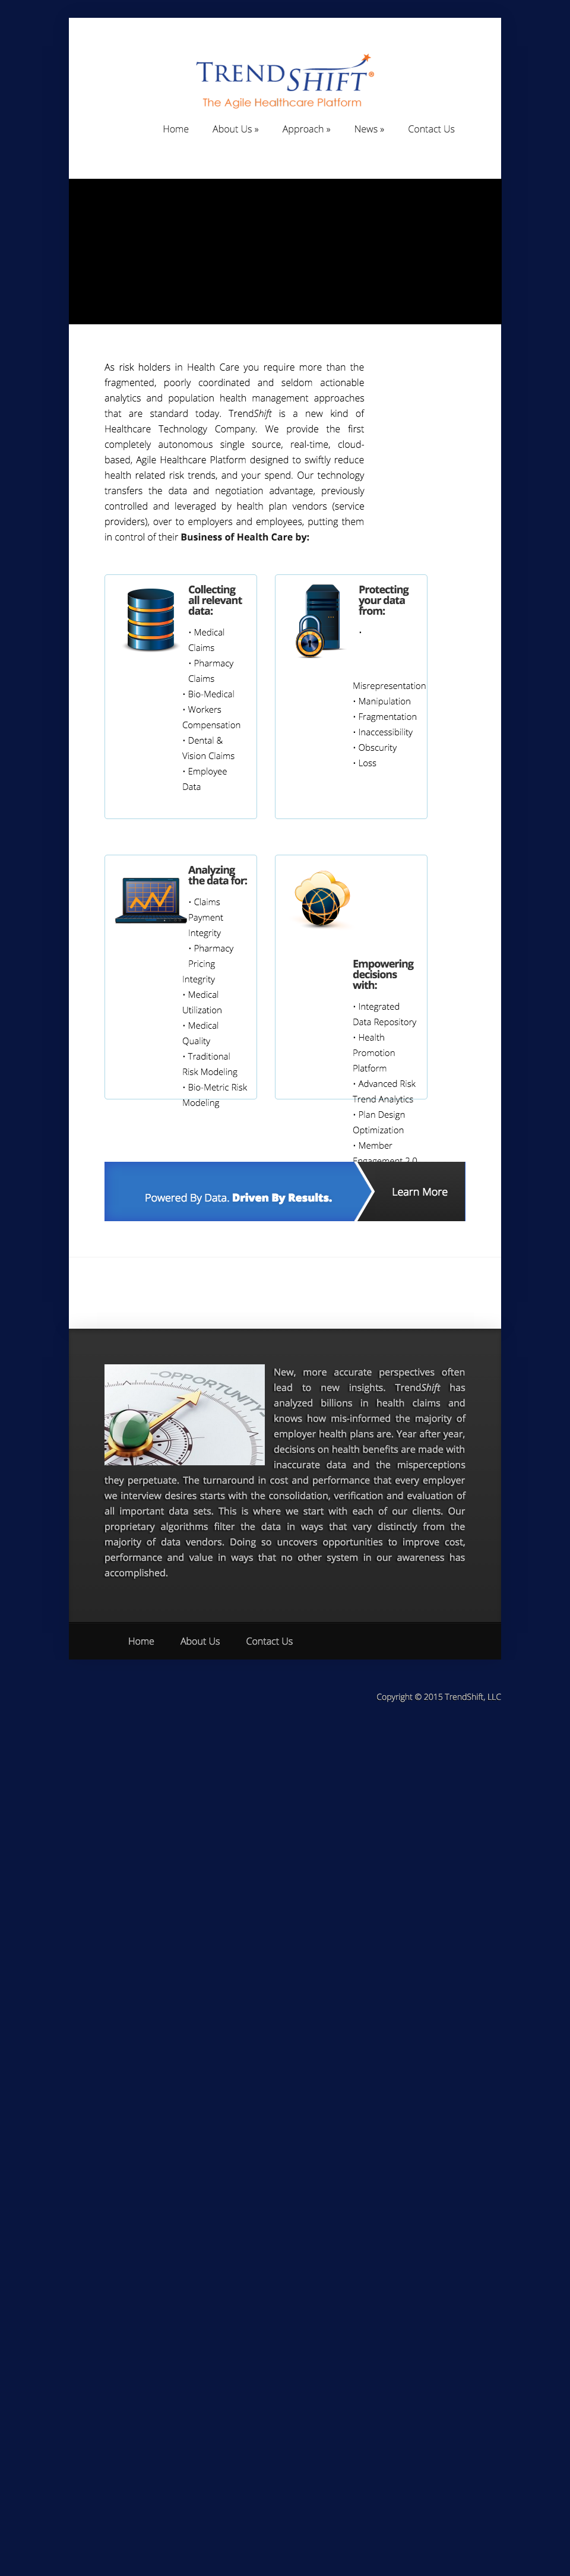 TRENDSHIFT®
The Agile Healthcare Platform
Home About Us » Approach » News » Contact Us
As risk holders in Health Care you require more than the
fragmented, poorly coordinated and seldom actionable
analytics and population health management approaches
that are standard today. TrendShift is a new kind of
Healthcare Technology Company. We provide the first
completely autonomous single source, real-time, cloud-
based, Agile Healthcare Platform designed to swiftly reduce
health related risk trends, and your spend. Our technology
transfers the data and negotiation advantage, previously
controlled and leveraged by health plan vendors (service
providers), over to employers and employees, putting them
in control of their Business of Health Care by:
Collecting
all relevant
data:
• Medical
Claims
• Pharmacy
Claims
• Bio-Medical
• Workers
Compensation
• Dental &
Vision Claims
• Employee
Data
Protecting
your data
from:
•
Misrepresentation
• Manipulation
• Fragmentation
• Inaccessibility
• Obscurity
• Loss
Analyzing
the data for:
• Claims
Payment
Integrity
• Pharmacy
Pricing
Integrity
• Medical
Utilization
• Medical
Quality
• Traditional
Risk Modeling
• Bio-Metric Risk
Modeling
Empowering
decisions
with:
• Integrated
Data Repository
• Health
Promotion
Platform
• Advanced Risk
Trend Analytics
• Plan Design
Optimization
• Member
Engagement 2.0
Powered By Data. Driven By Results.
Learn More
OPPORTUNITY
New, more accurate perspectives often
lead to new insights. TrendShift has
analyzed billions in health claims and
knows how mis-informed the majority of
employer health plans are. Year after year,
decisions on health benefits are made with
inaccurate data and the misperceptions
they perpetuate. The turnaround in cost and performance that every employer
we interview desires starts with the consolidation, verification and evaluation of
all important data sets. This is where we start with each of our clients. Our
proprietary algorithms filter the data in ways that vary distinctly from the
majority of data vendors. Doing so uncovers opportunities to improve cost,
performance and value in ways that no other system in our awareness has
accomplished.
Home About Us Contact Us
Copyright © 2015 TrendShift, LLC